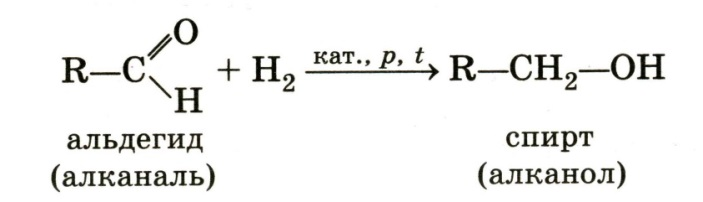 R—C(=O)—H + H₂ —кат., p, t→ R—CH₂—OH
альдегид спирт
(алканаль) (алканол)